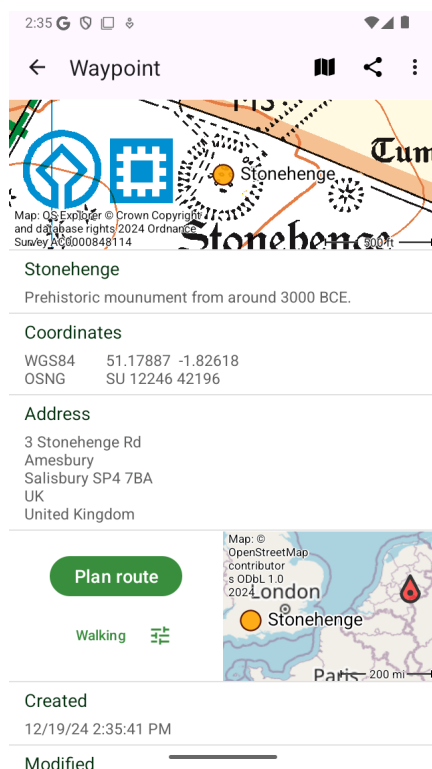 2:35
Waypoint
Tum
Stonehenge
Map: OS Explorer © Crown Copyright
and database rights 2024 Ordnance
Survey AC0000848114
Stonehenge
500 ft
Stonehenge
Prehistoric mounument from around 3000 BCE.
Coordinates
WGS84 51.17887 -1.82618
OSNG SU 12246 42196
Address
3 Stonehenge Rd
Amesbury
Salisbury SP4 7BA
UK
United Kingdom
Plan route
Walking
Map: ©
OpenStreetMap
contributor
s ODbL 1.0
2024
London
Stonehenge
Paris
200 mi
Created
12/19/24 2:35:41 PM
Modified